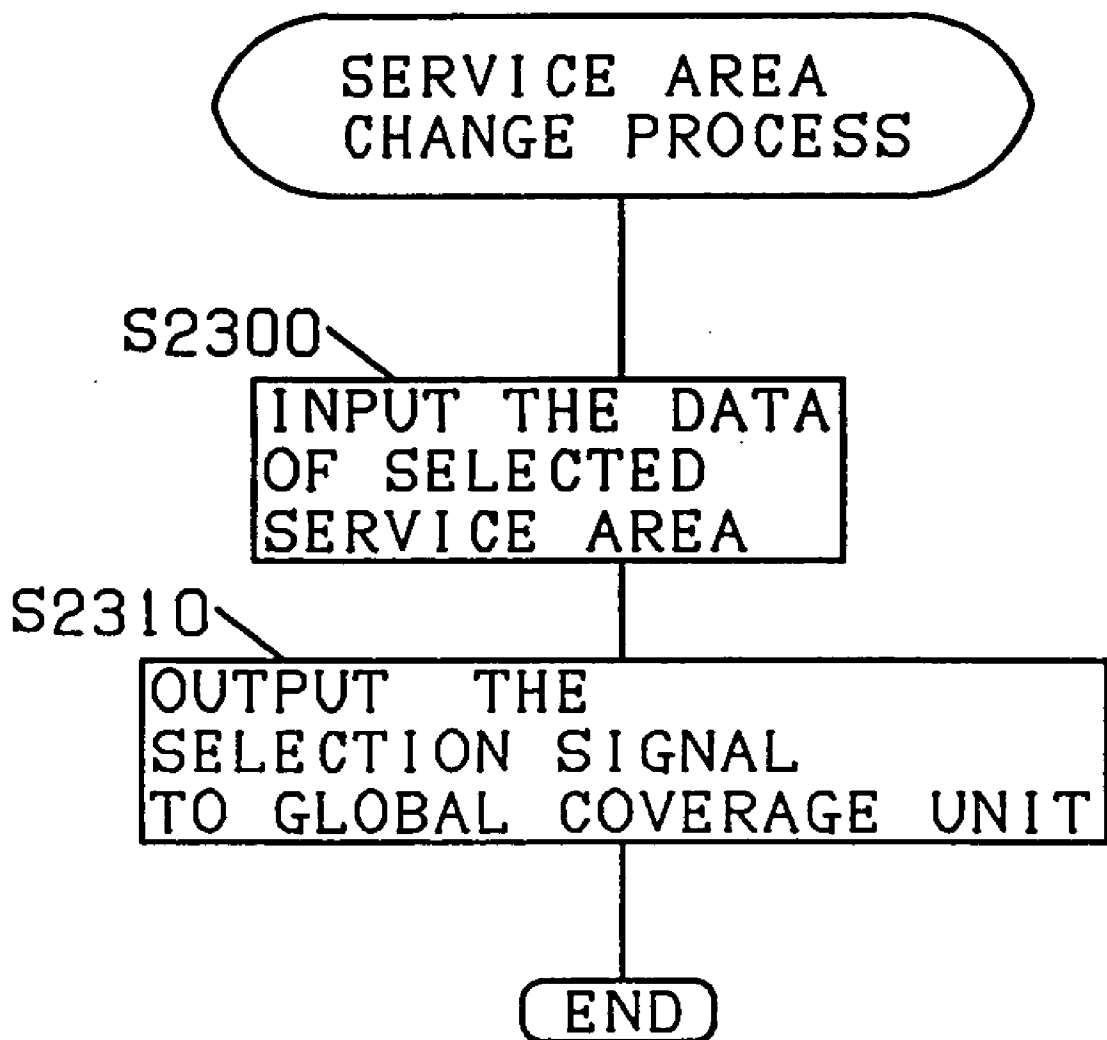 SERVICE AREA
CHANGE PROCESS
S2300
INPUT THE DATA
OF SELECTED
SERVICE AREA
S2310
OUTPUT THE
SELECTION SIGNAL
TO GLOBAL COVERAGE UNIT
END